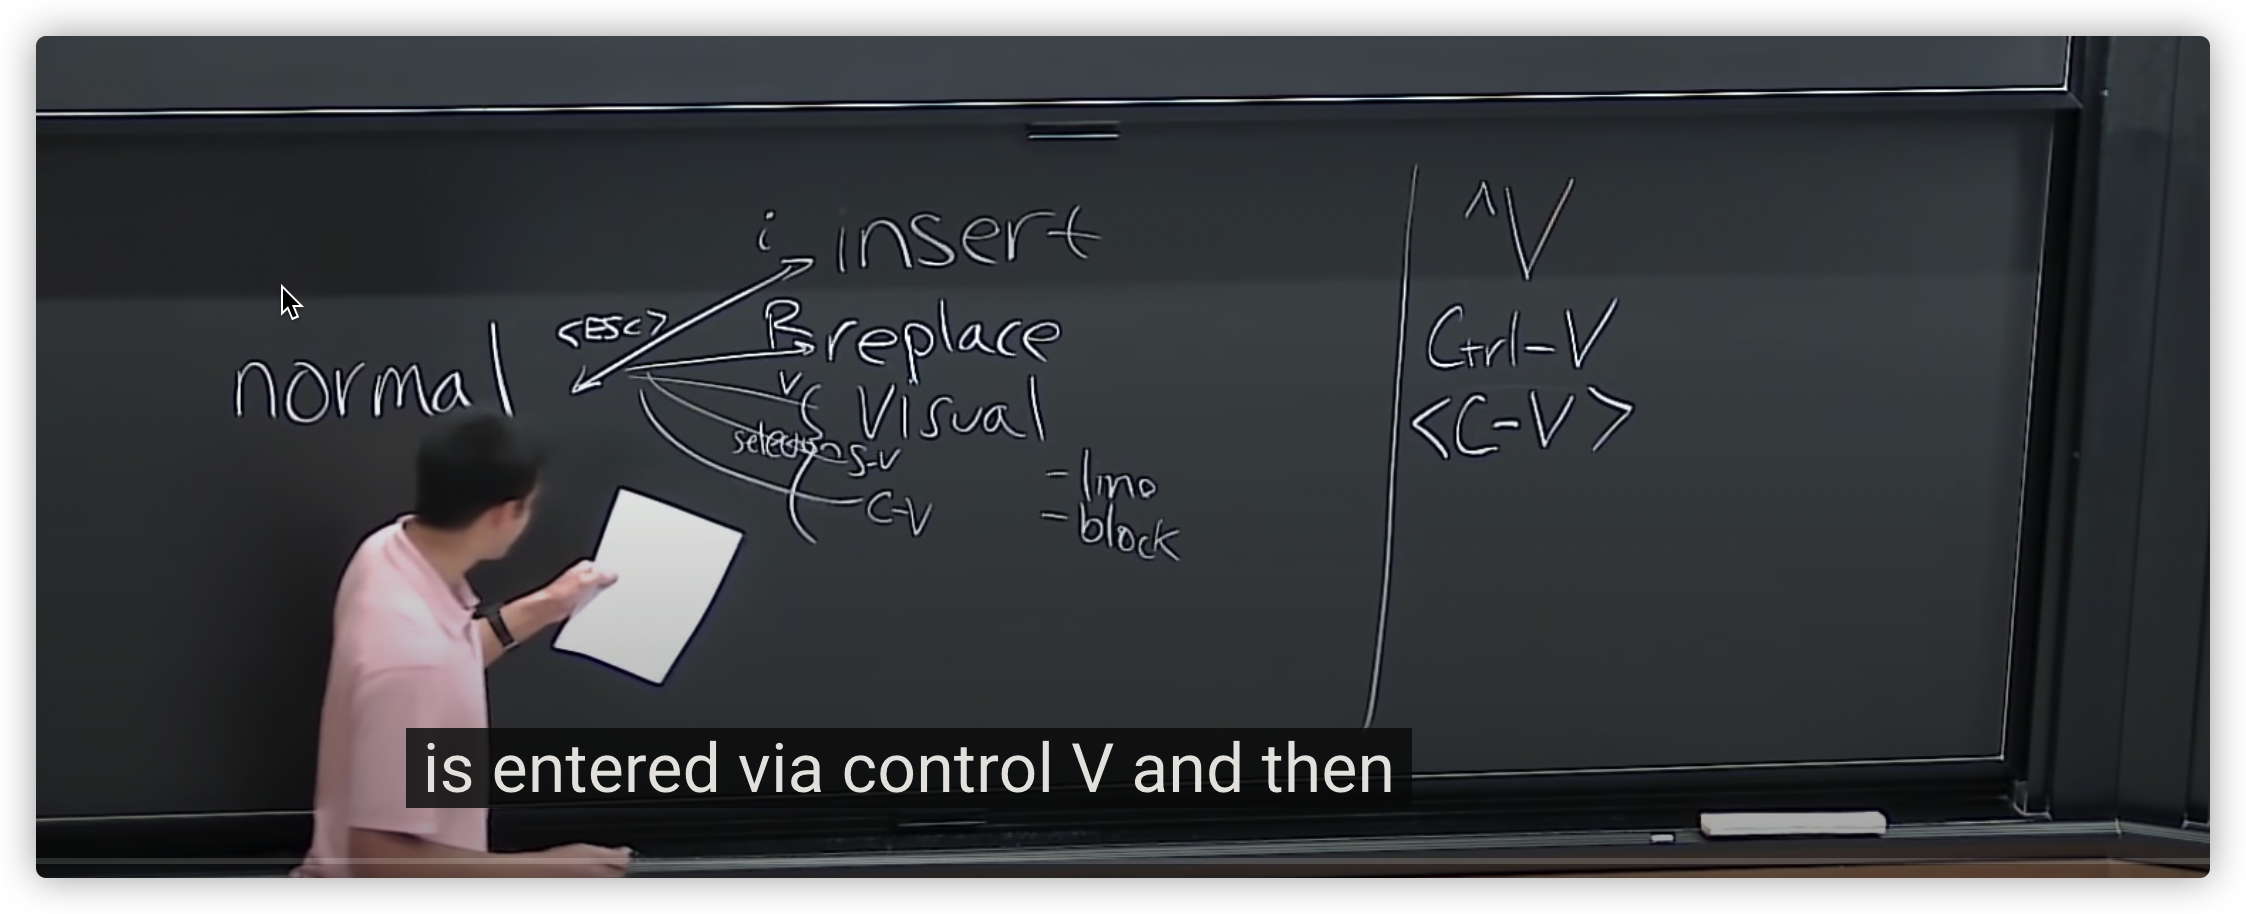 i insert
<ESC>
R replace
normal
v Visual
selection S-V
- line
C-V
- block
^V
Ctrl-V
<C-V>
is entered via control V and then